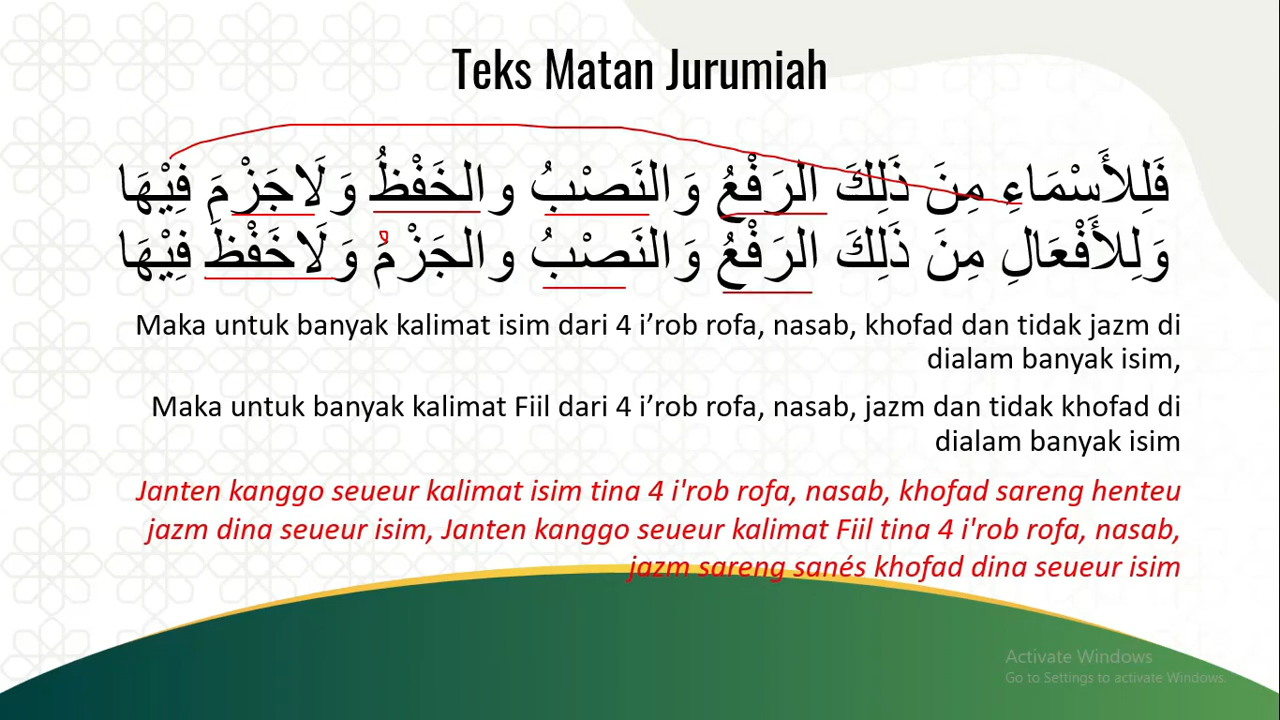 Teks Matan Jurumiah
فَلِلأَسْمَاءِ مِنَ ذَلِكَ الرَفْعُ وَالنَصْبُ والخَفْظُ وَلَاجَزْمَ فِيْهَا
وَلِلأَفْعَالِ مِنَ ذَلِكَ الرَفْعُ وَالنَصْبُ والجَزْمُ وَلَاخَفْظَ فِيْهَا
Maka untuk banyak kalimat isim dari 4 i’rob rofa, nasab, khofad dan tidak jazm di
dialam banyak isim,
Maka untuk banyak kalimat Fiil dari 4 i’rob rofa, nasab, jazm dan tidak khofad di
dialam banyak isim
Janten kanggo seueur kalimat isim tina 4 i'rob rofa, nasab, khofad sareng henteu
jazm dina seueur isim, Janten kanggo seueur kalimat Fiil tina 4 i'rob rofa, nasab,
jazm sareng sanés khofad dina seueur isim
Activate Windows
Go to Settings to activate Windows.